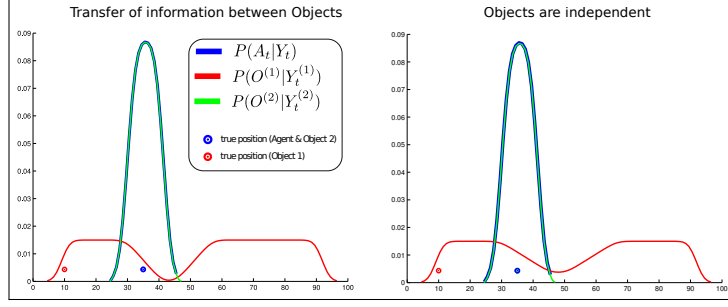 Transfer of information between Objects
Objects are independent
0.09
0.08
0.07
0.06
0.05
0.04
0.03
0.02
0.01
0
0 10 20 30 40 50 60 70 80 90 100
P(A_t|Y_t)
P(O^{(1)}|Y_t^{(1)})
P(O^{(2)}|Y_t^{(2)})
true position (Agent & Object 2)
true position (Object 1)
0.09
0.08
0.07
0.06
0.05
0.04
0.03
0.02
0.01
0
0 10 20 30 40 50 60 70 80 90 100